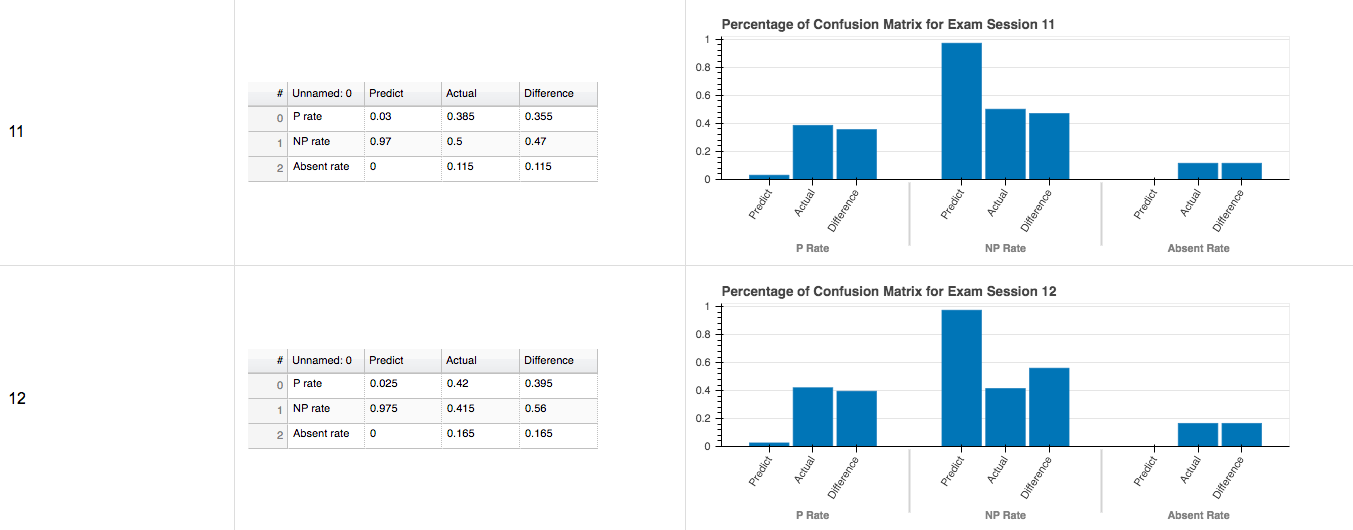 11
# Unnamed: 0 Predict Actual Difference
0 P rate 0.03 0.385 0.355
1 NP rate 0.97 0.5 0.47
2 Absent rate 0 0.115 0.115
Percentage of Confusion Matrix for Exam Session 11
1
0.8
0.6
0.4
0.2
0
Predict Actual Difference Predict Actual Difference Predict Actual Difference
P Rate NP Rate Absent Rate
12
# Unnamed: 0 Predict Actual Difference
0 P rate 0.025 0.42 0.395
1 NP rate 0.975 0.415 0.56
2 Absent rate 0 0.165 0.165
Percentage of Confusion Matrix for Exam Session 12
1
0.8
0.6
0.4
0.2
0
Predict Actual Difference Predict Actual Difference Predict Actual Difference
P Rate NP Rate Absent Rate